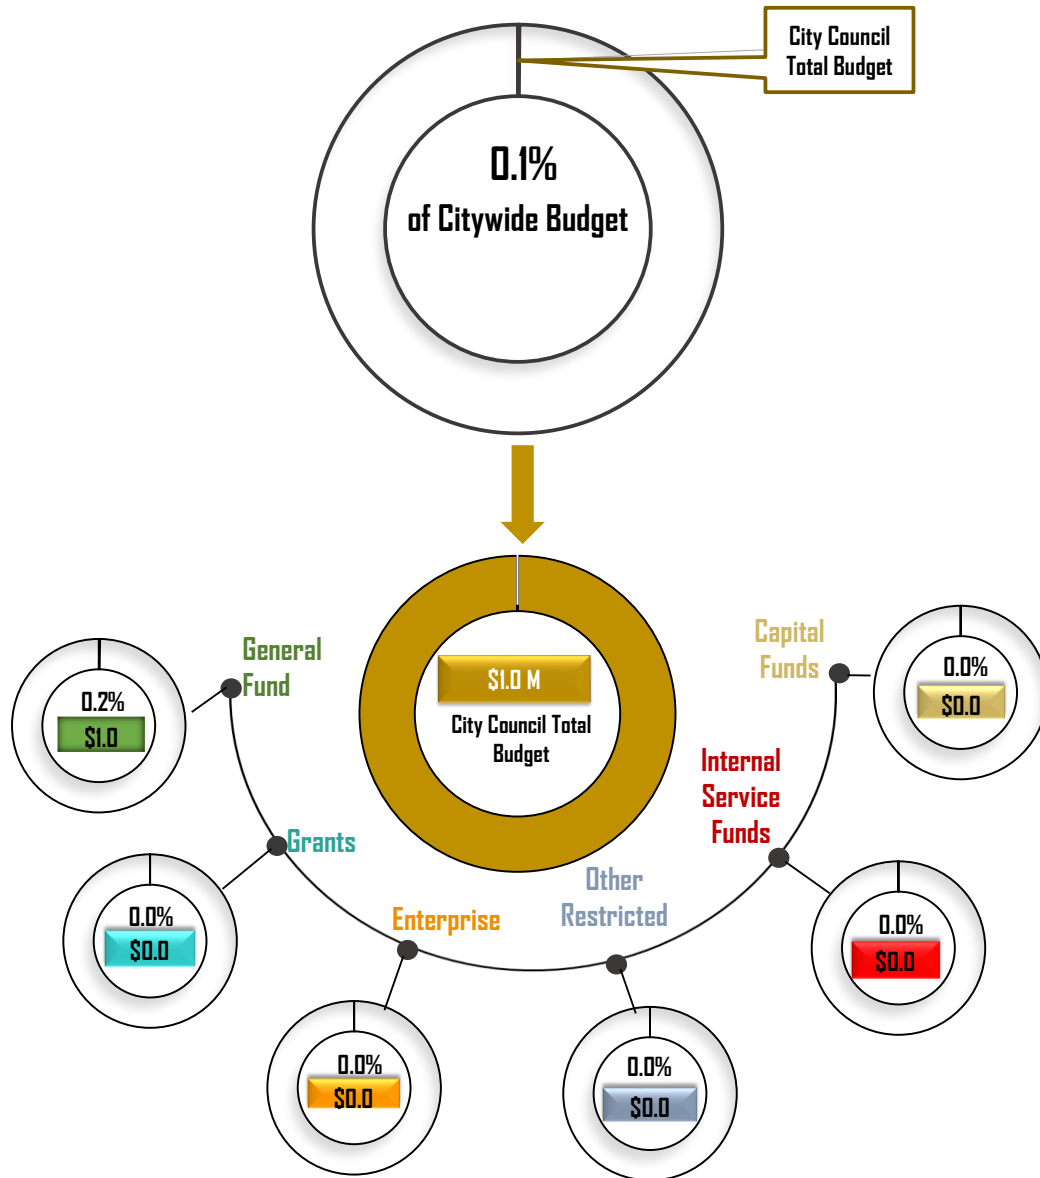 City Council
Total Budget
0.1%
of Citywide Budget
$1.0 M
City Council Total
Budget
General
Fund
0.2%
$1.0
Grants
0.0%
$0.0
Enterprise
0.0%
$0.0
Other
Restricted
0.0%
$0.0
Internal
Service
Funds
0.0%
$0.0
Capital
Funds
0.0%
$0.0